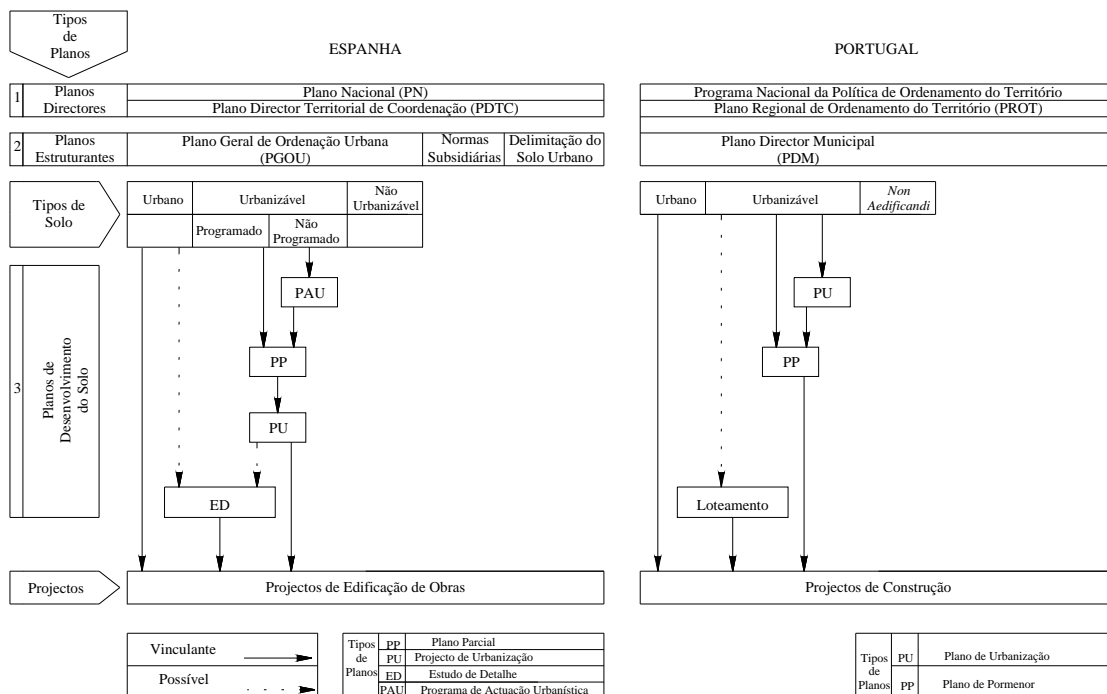 Tipos
de
Planos
ESPANHA
PORTUGAL
1
Planos
Directores
Plano Nacional (PN)
Plano Director Territorial de Coordenação (PDTC)
Programa Nacional da Política de Ordenamento do Território
Plano Regional de Ordenamento do Território (PROT)
2
Planos
Estruturantes
Plano Geral de Ordenação Urbana
(PGOU)
Normas
Subsidiárias
Delimitação do
Solo Urbano
Plano Director Municipal
(PDM)
Tipos de
Solo
Urbano
Urbanizável
Não
Urbanizável
Programado
Não
Programado
Urbano
Urbanizável
Non
Aedificandi
3
Planos de
Desenvolvimento
do Solo
PAU
PP
PU
ED
PU
PP
Loteamento
Projectos
Projectos de Edificação de Obras
Projectos de Construção
Vinculante
Possível
Tipos
de
Planos
PP Plano Parcial
PU Projecto de Urbanização
ED Estudo de Detalhe
PAU Programa de Actuação Urbanística
Tipos
de
Planos
PU Plano de Urbanização
PP Plano de Pormenor